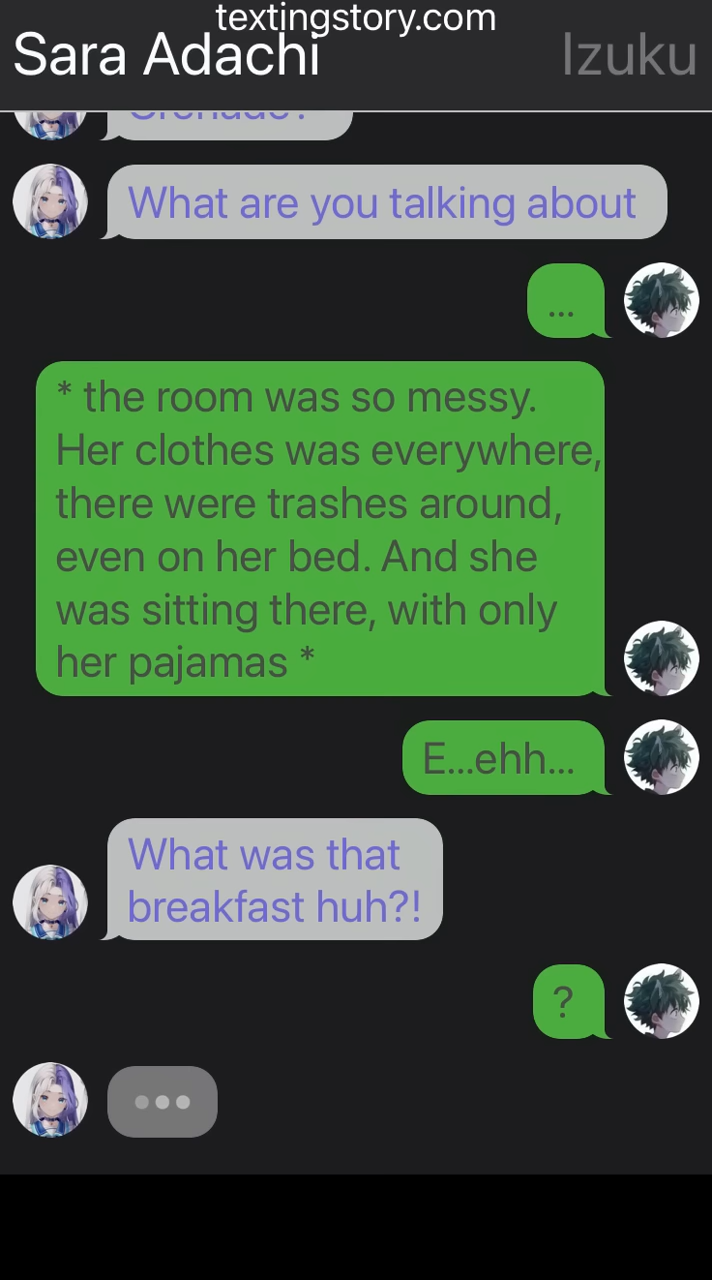 textingstory.com
Sara Adachi
Izuku
Grenade?
What are you talking about
...
* the room was so messy.
Her clothes was everywhere,
there were trashes around,
even on her bed. And she
was sitting there, with only
her pajamas *
E...ehh...
What was that
breakfast huh?!
?